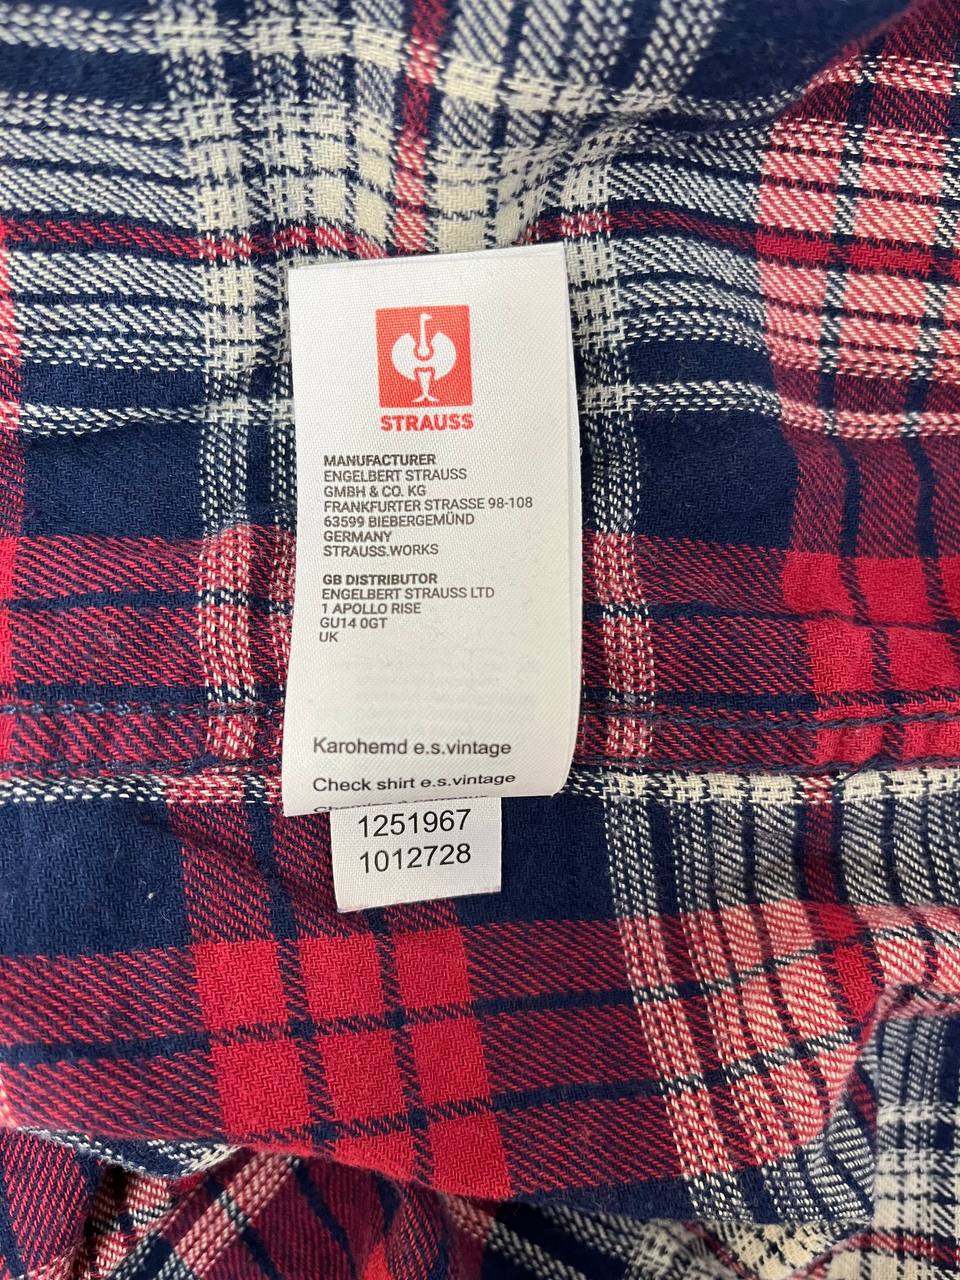 STRAUSS
MANUFACTURER
ENGELBERT STRAUSS
GMBH & CO. KG
FRANKFURTER STRASSE 98-108
63599 BIEBERGEMÜND
GERMANY
STRAUSS.WORKS
GB DISTRIBUTOR
ENGELBERT STRAUSS LTD
1 APOLLO RISE
GU14 0GT
UK
Karohemd e.s.vintage
Check shirt e.s.vintage
1251967
1012728